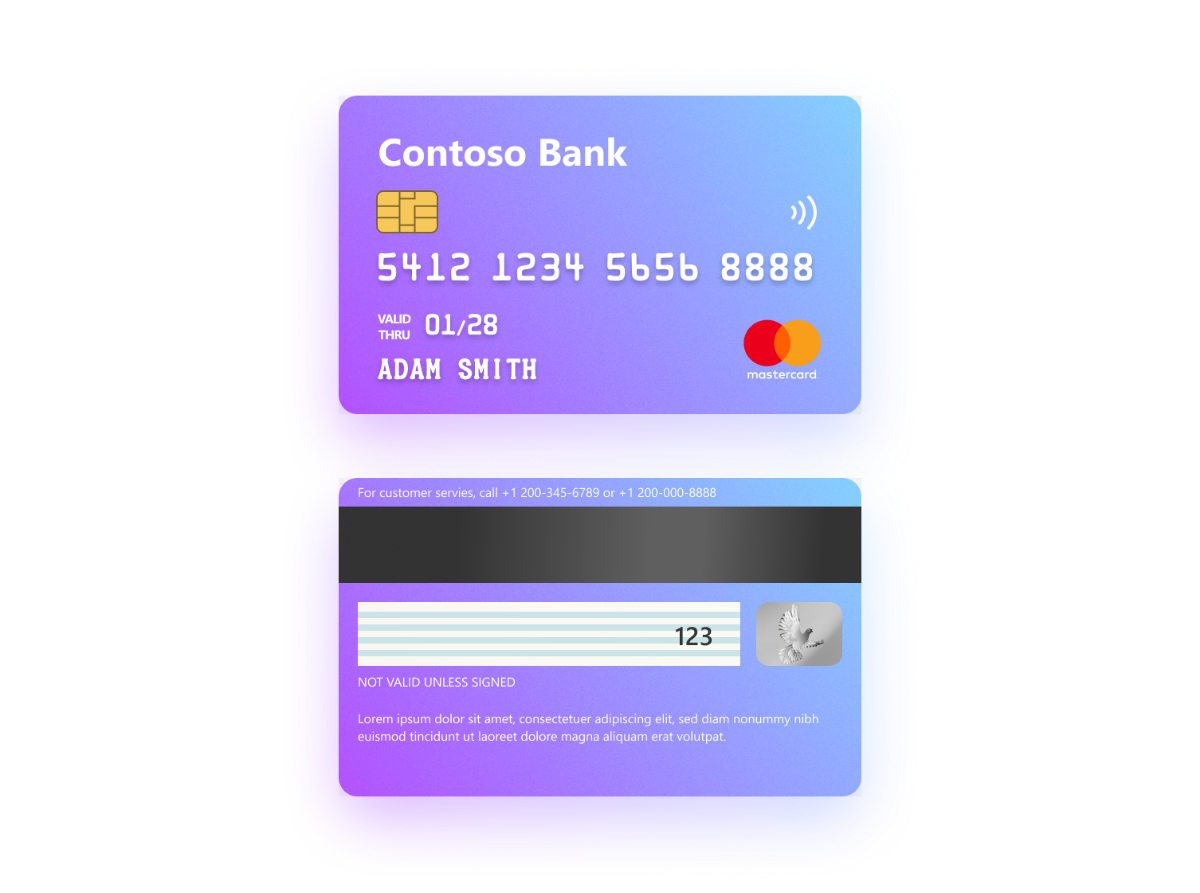 Contoso Bank
5412 1234 5656 8888
VALID
THRU
01/28
ADAM SMITH
mastercard
For customer servies, call +1 200-345-6789 or +1 200-000-8888
123
NOT VALID UNLESS SIGNED
Lorem ipsum dolor sit amet, consectetuer adipiscing elit, sed diam nonummy nibh
euismod tincidunt ut laoreet dolore magna aliquam erat volutpat.